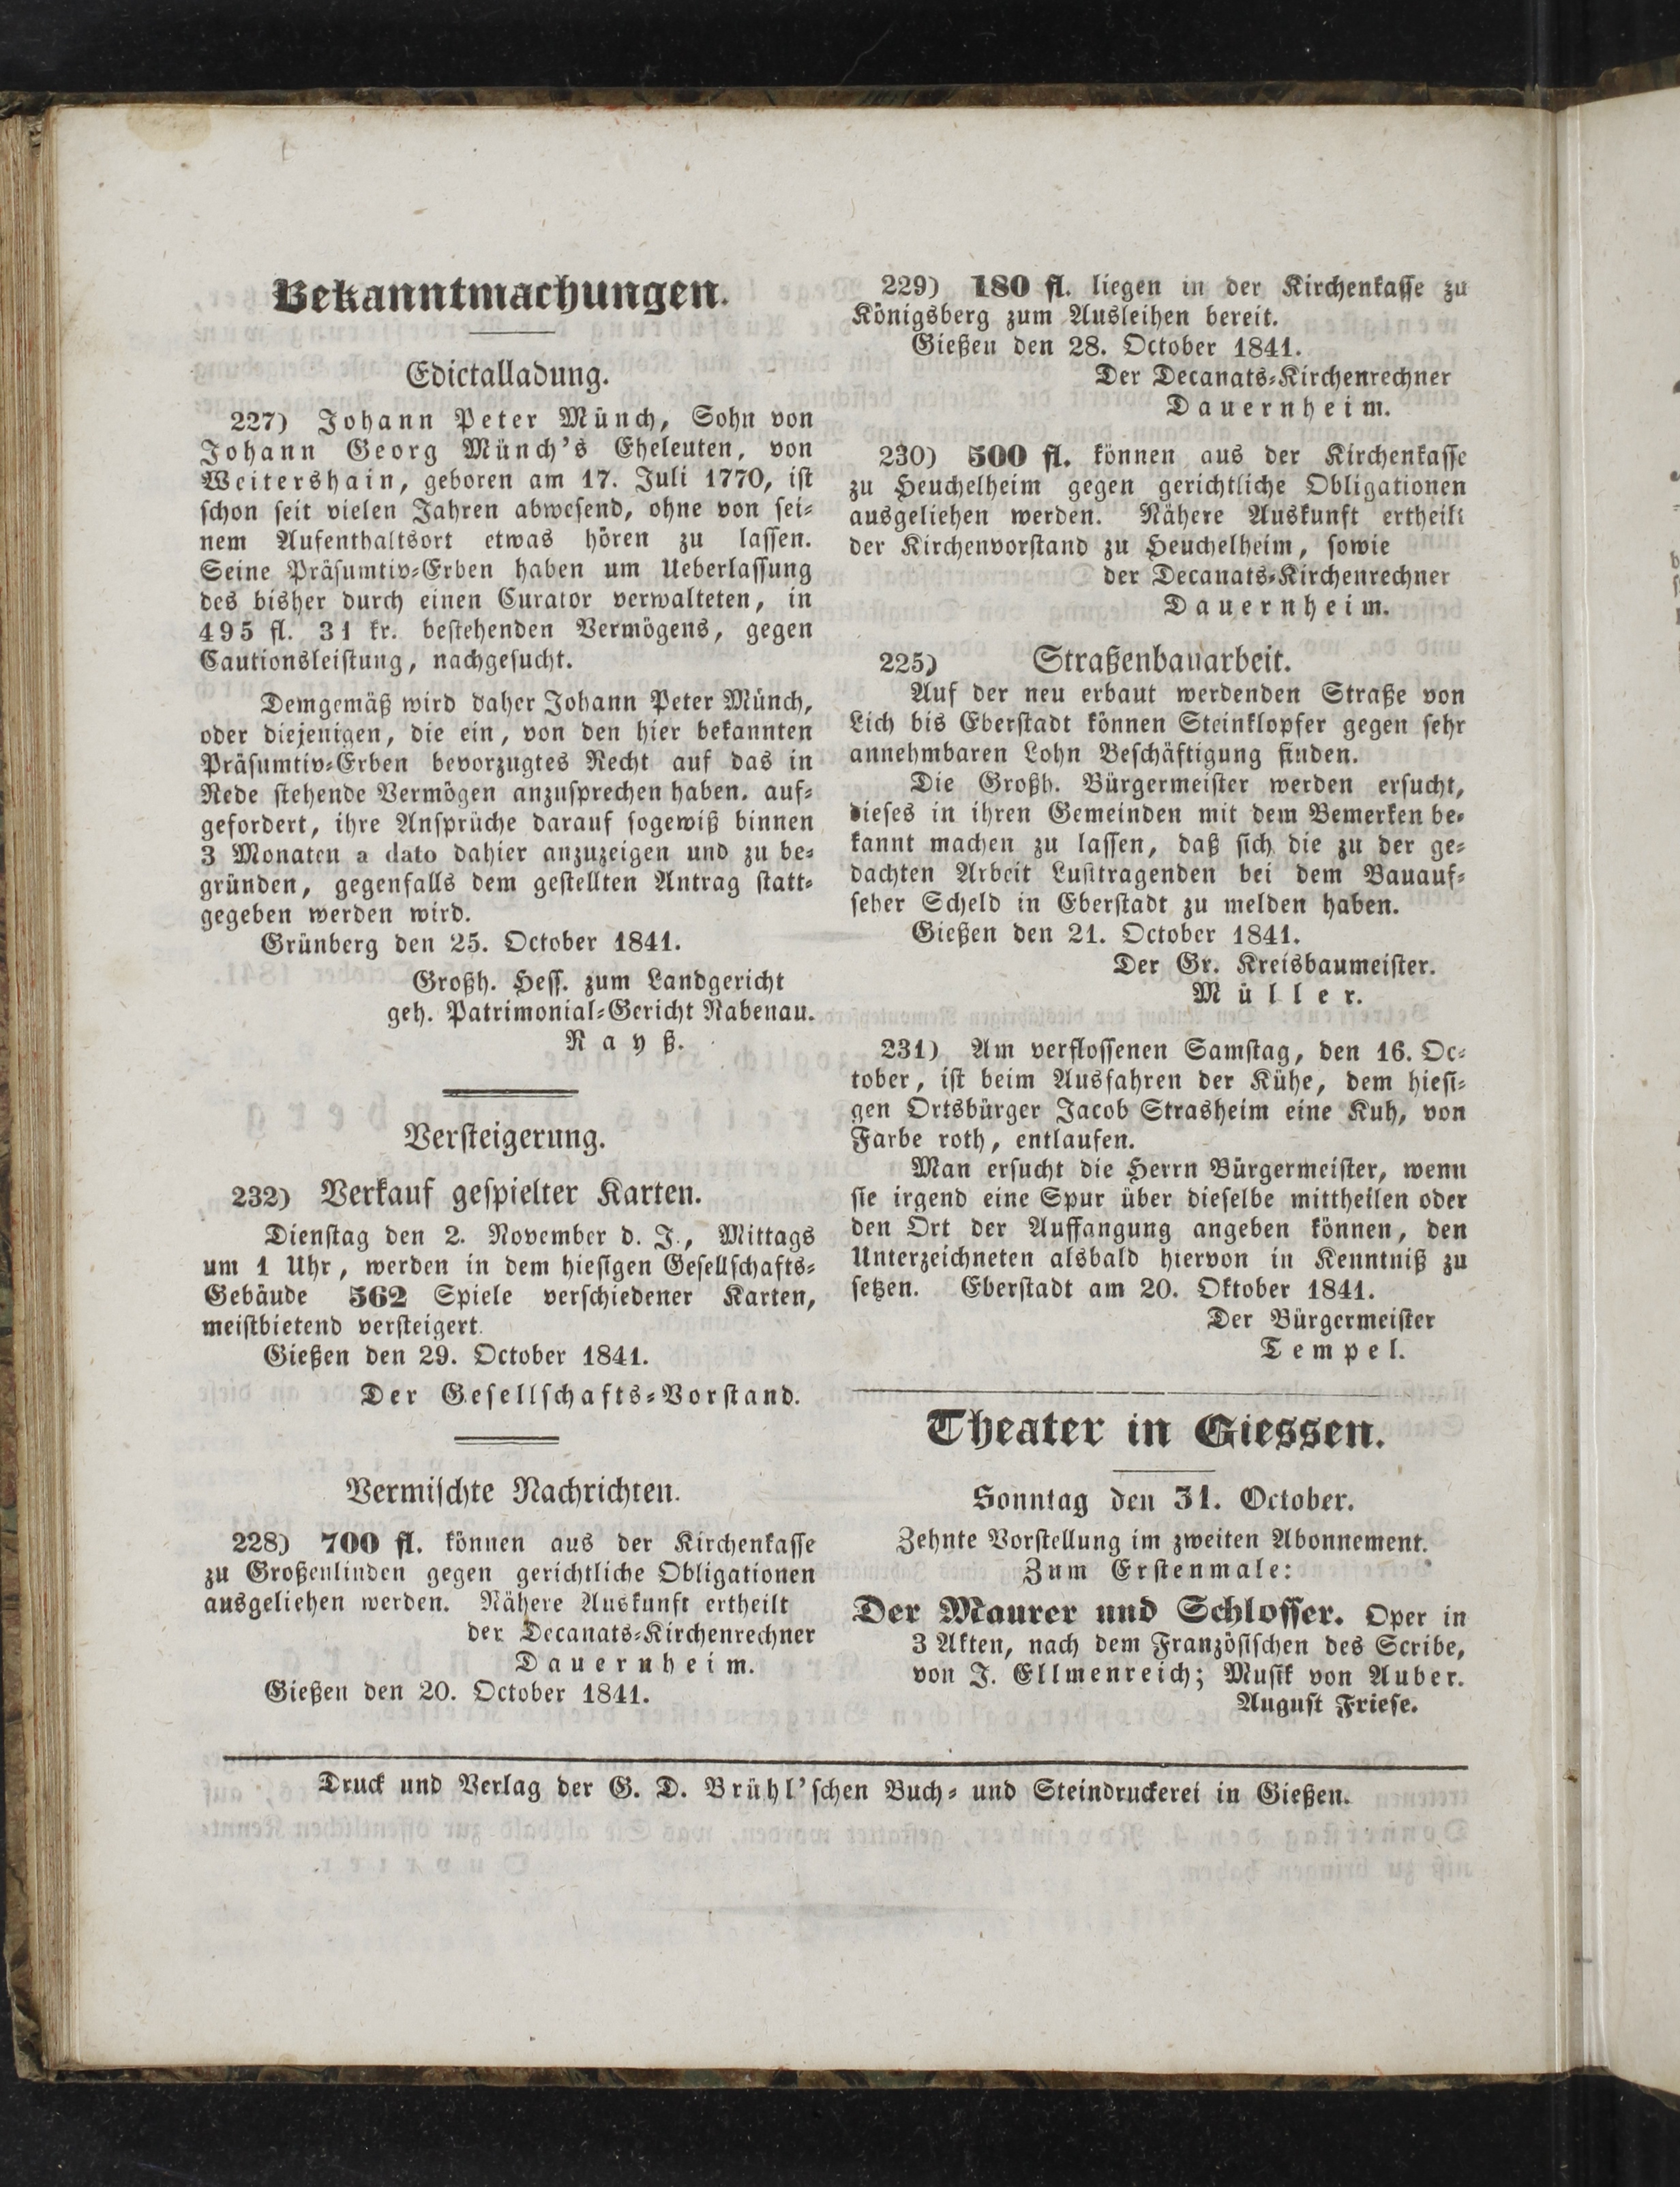 Bekanntmachungen.
Edictalladung.
227) Johann Peter Münch, Sohn von
Johann Georg Münch's Eheleuten, von
Weitershain, geboren am 17. Juli 1770, ist
schon seit vielen Jahren abwesend, ohne von sei-
nem Aufenthaltsort etwas hören zu lassen.
Seine Präsumtiv-Erben haben um Ueberlassung
des bisher durch einen Curator verwalteten, in
495 fl. 31 kr. bestehenden Vermögens, gegen
Cautionsleistung, nachgesucht.
Demgemäß wird daher Johann Peter Münch,
oder diejenigen, die ein, von den hier bekannten
Präsumtiv-Erben bevorzugtes Recht auf das in
Rede stehende Vermögen anzusprechen haben. auf-
gefordert, ihre Ansprüche darauf sogewiß binnen
3 Monaten a dato dahier anzuzeigen und zu be-
gründen, gegenfalls dem gestellten Antrag statt-
gegeben werden wird.
Grünberg den 25. October 1841.
Großh. Hess. zum Landgericht
geh. Patrimonial-Gericht Rabenau.
Rayß.
Versteigerung.
232) Verkauf gespielter Karten.
Dienstag den 2. November d. J., Mittags
um 1 Uhr, werden in dem hiesigen Gesellschafts-
Gebäude 562 Spiele verschiedener Karten,
meistbietend versteigert.
Gießen den 29. October 1841.
Der Gesellschafts-Vorstand.
Vermischte Nachrichten.
228) 700 fl. können aus der Kirchenkasse
zu Großenlinden gegen gerichtliche Obligationen
ausgeliehen werden. Nähere Auskunft ertheilt
der Decanats-Kirchenrechner
Dauernheim.
Gießen den 20. October 1841.
229) 180 fl. liegen in der Kirchenkasse zu
Königsberg zum Ausleihen bereit.
Gießen den 28. October 1841.
Der Decanats-Kirchenrechner
Dauernheim.
230) 500 fl. können aus der Kirchenkasse
zu Heuchelheim gegen gerichtliche Obligationen
ausgeliehen werden. Nähere Auskunft ertheilt
der Kirchenvorstand zu Heuchelheim, sowie
der Decanats-Kirchenrechner
Dauernheim.
225) Straßenbauarbeit.
Auf der neu erbaut werdenden Straße von
Lich bis Eberstadt können Steinklopfer gegen sehr
annehmbaren Lohn Beschäftigung finden.
Die Großh. Bürgermeister werden ersucht,
dieses in ihren Gemeinden mit dem Bemerken be-
kannt machen zu lassen, daß sich die zu der ge-
dachten Arbeit Lusttragenden bei dem Bauauf-
seher Scheld in Eberstadt zu melden haben.
Gießen den 21. October 1841.
Der Gr. Kreisbaumeister.
Müller.
231) Am verflossenen Samstag, den 16. Oc-
tober, ist beim Ausfahren der Kühe, dem hiesi-
gen Ortsbürger Jacob Strasheim eine Kuh, von
Farbe roth, entlaufen.
Man ersucht die Herrn Bürgermeister, wenn
sie irgend eine Spur über dieselbe mittheilen oder
den Ort der Auffangung angeben können, den
Unterzeichneten alsbald hiervon in Kenntniß zu
setzen. Eberstadt am 20. Oktober 1841.
Der Bürgermeister
Tempel.
Theater in Giessen.
Sonntag den 31. October.
Zehnte Vorstellung im zweiten Abonnement.
Zum Erstenmale:
Der Maurer und Schlosser. Oper in
3 Akten, nach dem Französischen des Scribe,
von J. Ellmenreich; Musik von Auber.
August Friese.
Druck und Verlag der G. D. Brühl'schen Buch- und Steindruckerei in Gießen.